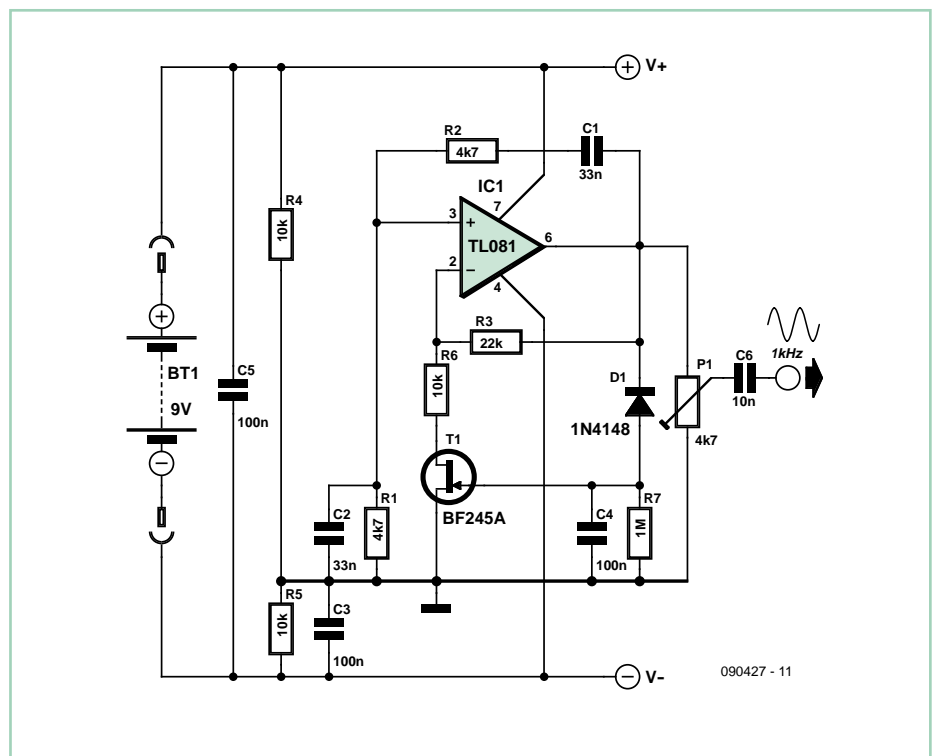 V+
R2
4k7
C1
33n
IC1
R4
10k
7
3
+
TL081
6
2
−
4
R3
22k
R6
10k
1kHz
P1
C6
10n
4k7
D1
1N4148
BT1
9V
C5
100n
T1
BF245A
C2
33n
R1
4k7
C4
100n
R7
1M
R5
10k
C3
100n
V−
090427 - 11